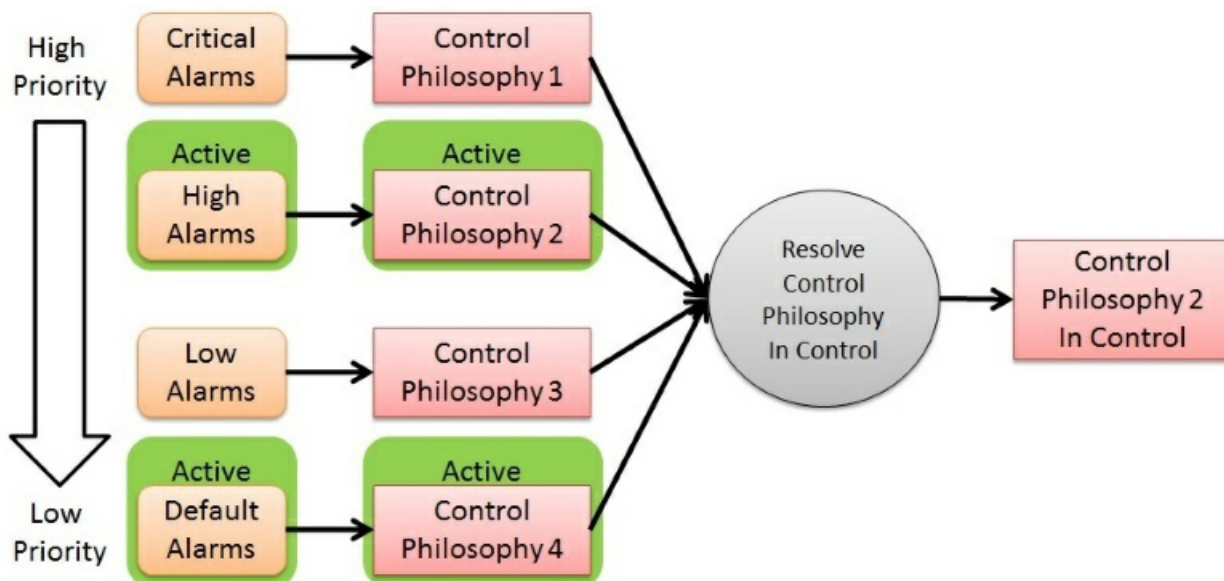 High
Priority
Critical
Alarms
Control
Philosophy 1
Active
High
Alarms
Active
Control
Philosophy 2
Low
Alarms
Control
Philosophy 3
Active
Default
Alarms
Active
Control
Philosophy 4
Low
Priority
Resolve
Control
Philosophy
In Control
Control
Philosophy 2
In Control